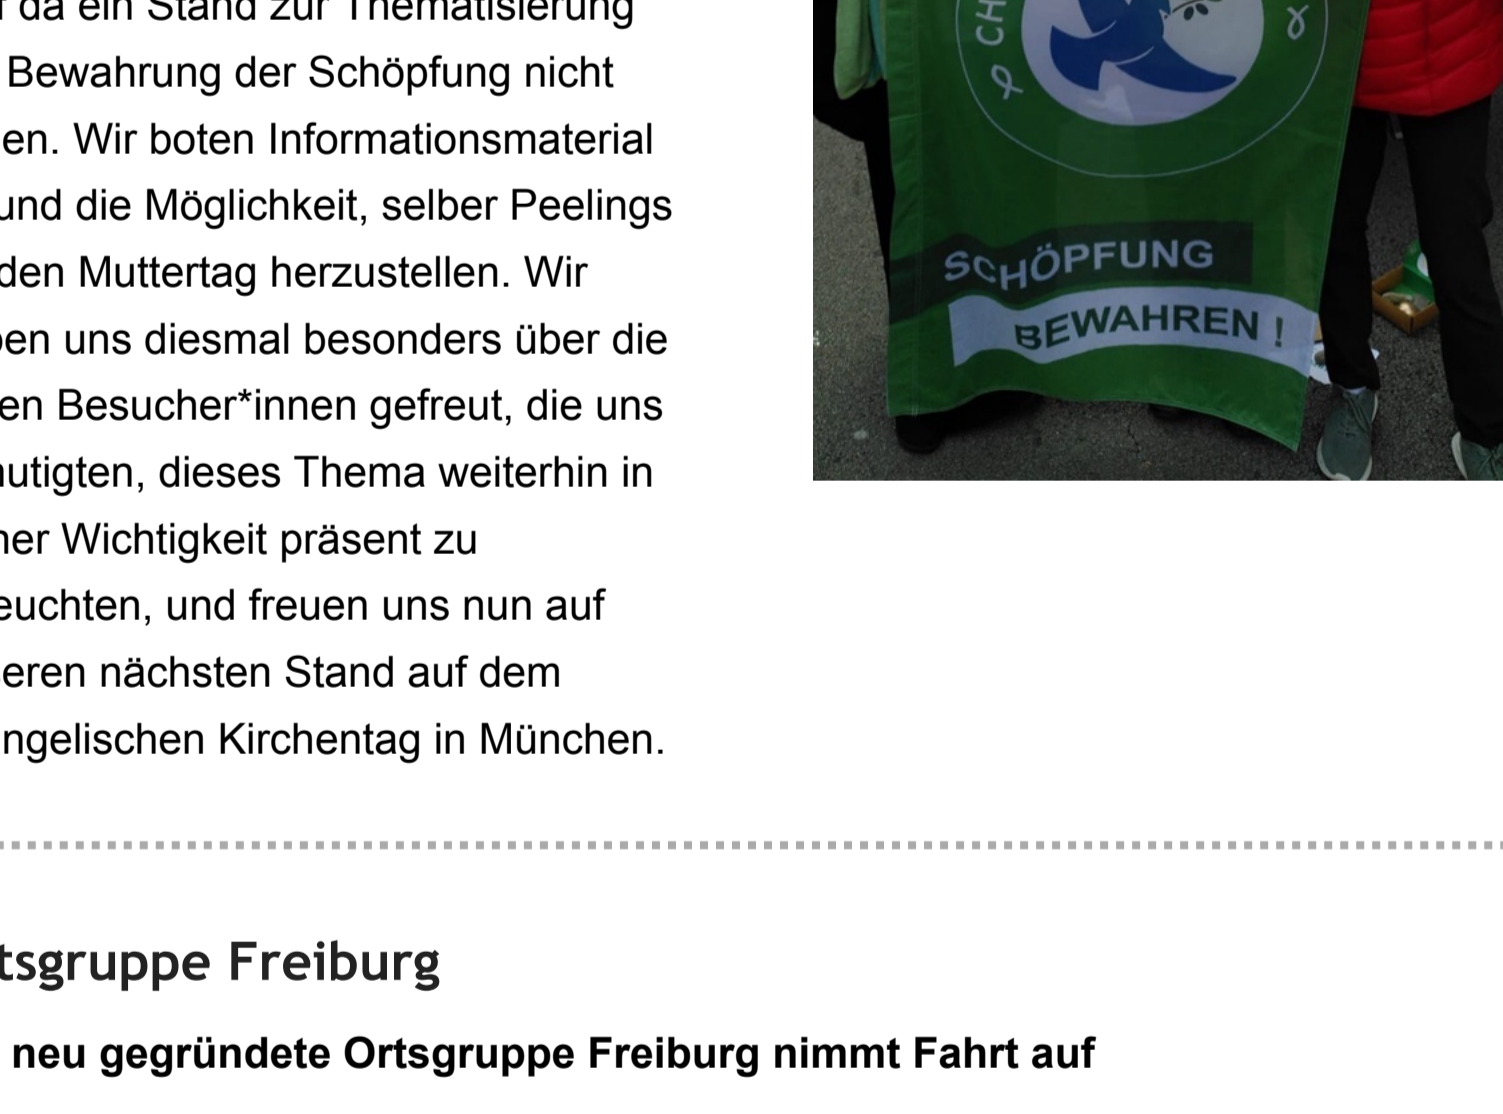 da ein Stand zur Thematisierung
Bewahrung der Schöpfung nicht
en. Wir boten Informationsmaterial
und die Möglichkeit, selber Peelings
den Muttertag herzustellen. Wir
en uns diesmal besonders über die
en Besucher*innen gefreut, die uns
utigten, dieses Thema weiterhin in
ner Wichtigkeit präsent zu
euchten, und freuen uns nun auf
eren nächsten Stand auf dem
ngelischen Kirchentag in München.
CH
SCHÖPFUNG
BEWAHREN !
tsgruppe Freiburg
neu gegründete Ortsgruppe Freiburg nimmt Fahrt auf